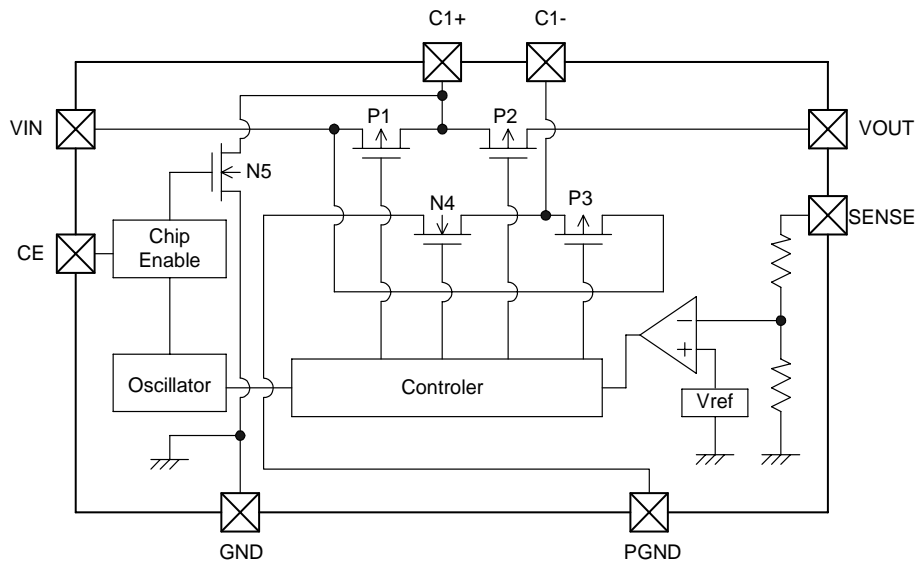 C1+
C1-
VIN
P1
P2
VOUT
N5
N4
P3
SENSE
CE
Chip
Enable
−
+
Oscillator
Controler
Vref
GND
PGND